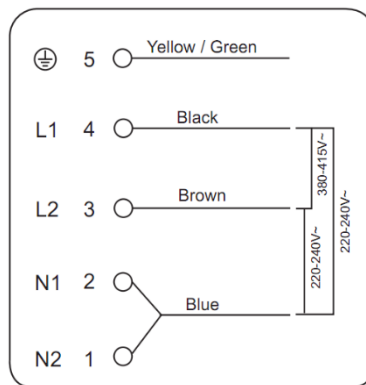 5 Yellow / Green
L1 4 Black
L2 3 Brown
N1 2
Blue
N2 1
380-415V~
220-240V~
220-240V~